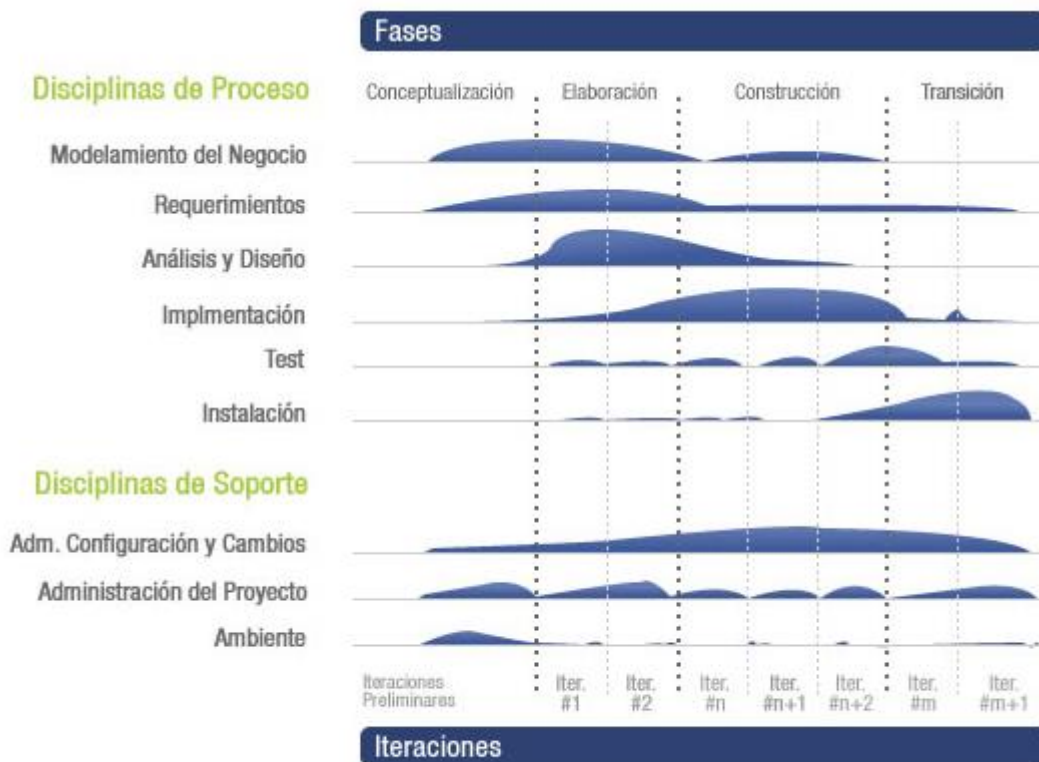 Fases
Disciplinas de Proceso
Conceptualización
Elaboración
Construcción
Transición
Modelamiento del Negocio
Requerimientos
Análisis y Diseño
Implmentación
Test
Instalación
Disciplinas de Soporte
Adm. Configuración y Cambios
Administración del Proyecto
Ambiente
Iteraciones
Preliminares
Iter.
#1
Iter.
#2
Iter.
#n
Iter.
#n+1
Iter.
#n+2
Iter.
#m
Iter.
#m+1
Iteraciones